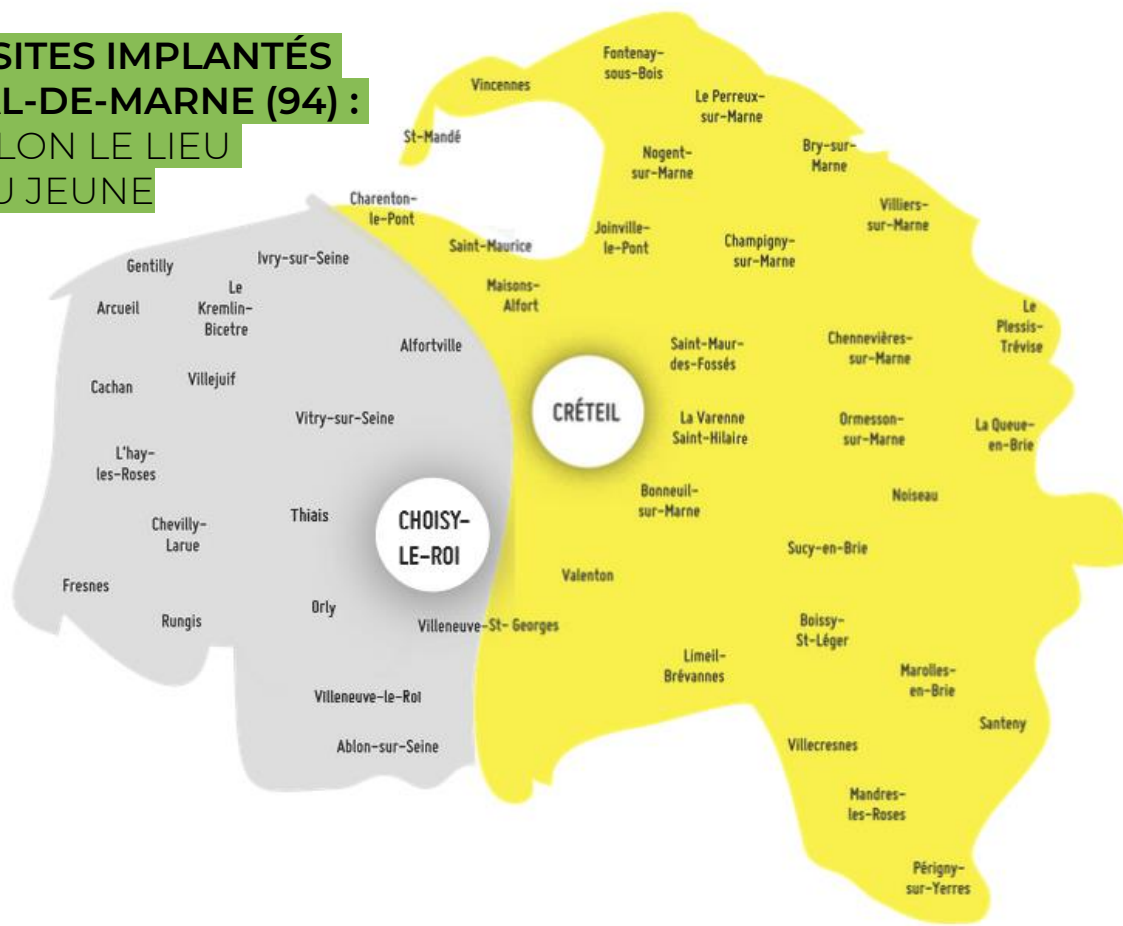 SITES IMPLANTÉS
AL-DE-MARNE (94) :
LON LE LIEU
U JEUNE
Fontenay-
sous-Bois
Vincennes
Le Perreux-
sur-Marne
St-Mandé
Nogent-
sur-Marne
Bry-sur-
Marne
Charenton-
le-Pont
Villiers-
sur-Marne
Saint-Maurice
Joinville-
le-Pont
Champigny-
sur-Marne
Gentilly
Ivry-sur-Seine
Arcueil
Le
Kremlin-
Bicetre
Maisons-
Alfort
Le
Plessis-
Trévise
Alfortville
Saint-Maur-
des-Fossés
Chennevières-
sur-Marne
Cachan
Villejuif
Vitry-sur-Seine
CRÉTEIL
La Varenne
Saint-Hilaire
Ormesson-
sur-Marne
La Queue-
en-Brie
L'hay-
les-Roses
Bonneuil-
sur-Marne
Noiseau
Chevilly-
Larue
Thiais
CHOISY-
LE-ROI
Sucy-en-Brie
Fresnes
Valenton
Rungis
Orly
Villeneuve-St- Georges
Boissy-
St-Léger
Limeil-
Brévannes
Marolles-
en-Brie
Villeneuve-le-Roi
Santeny
Ablon-sur-Seine
Villecresnes
Mandres-
les-Roses
Périgny-
sur-Yerres